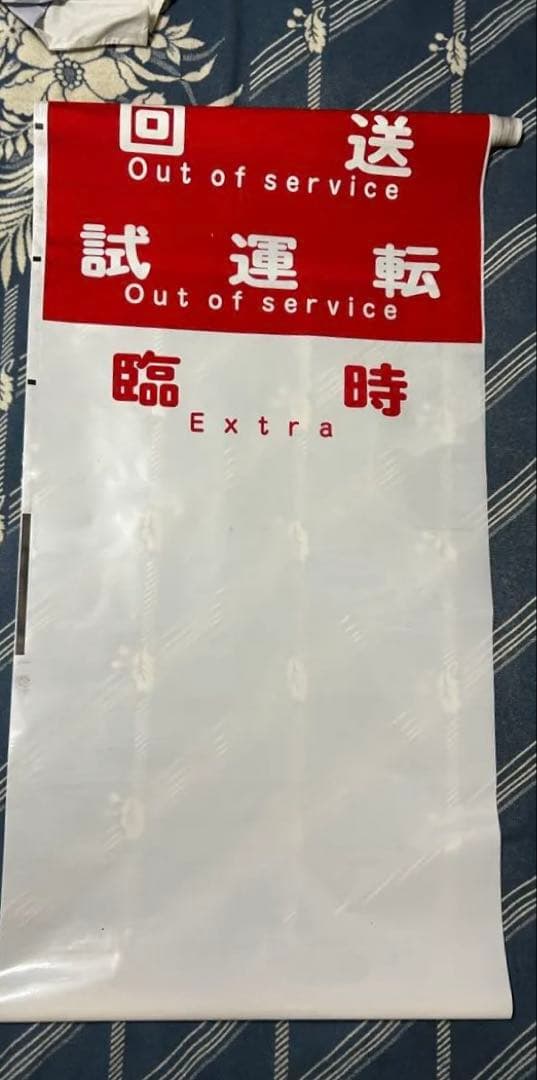 回送
Out of service
試運転
Out of service
臨時
Extra